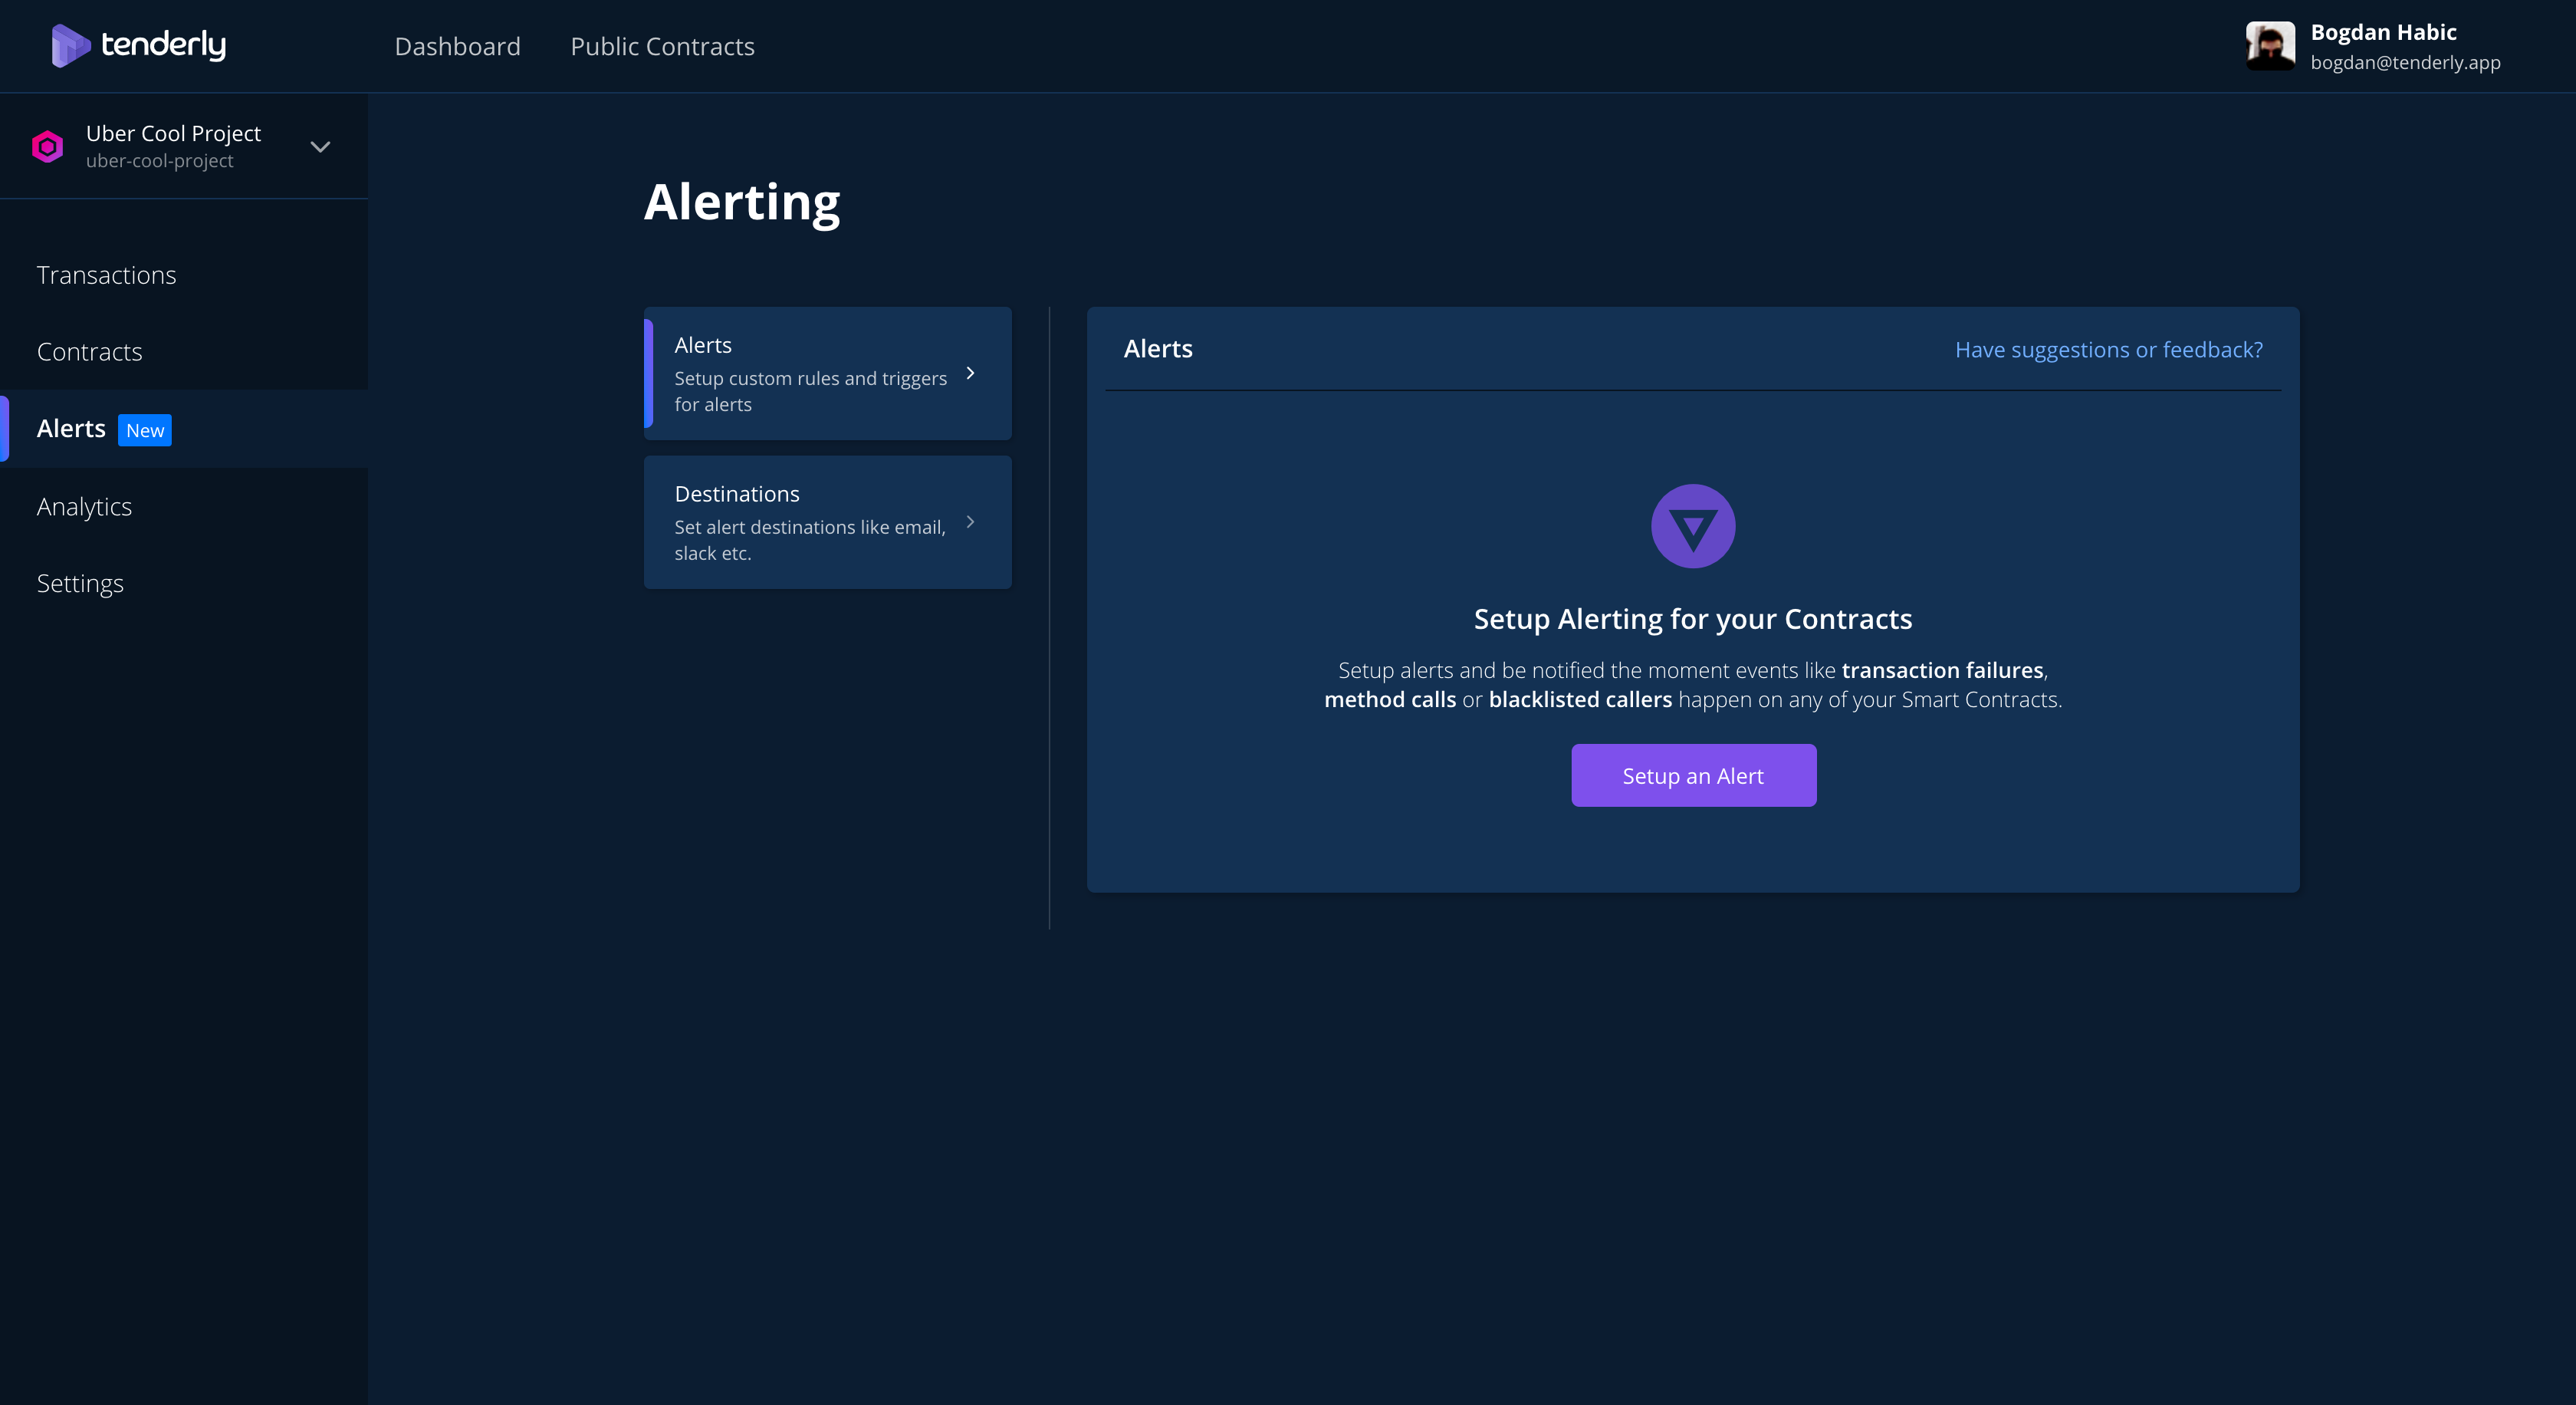 tenderly
Dashboard
Public Contracts
Bogdan Habic
bogdan@tenderly.app
Uber Cool Project
uber-cool-project
Transactions
Contracts
Alerts New
Analytics
Settings
Alerting
Alerts
Setup custom rules and triggers
for alerts
Destinations
Set alert destinations like email,
slack etc.
Alerts
Have suggestions or feedback?
Setup Alerting for your Contracts
Setup alerts and be notified the moment events like transaction failures,
method calls or blacklisted callers happen on any of your Smart Contracts.
Setup an Alert